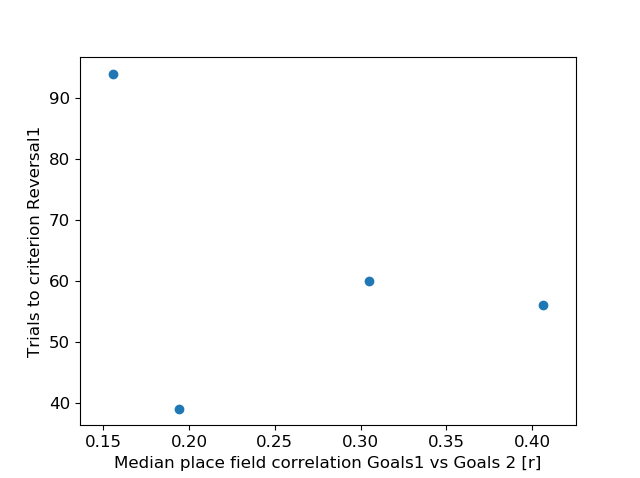 90
80
70
60
50
40
Trials to criterion Reversal1
0.15 0.20 0.25 0.30 0.35 0.40
Median place field correlation Goals1 vs Goals 2 [r]